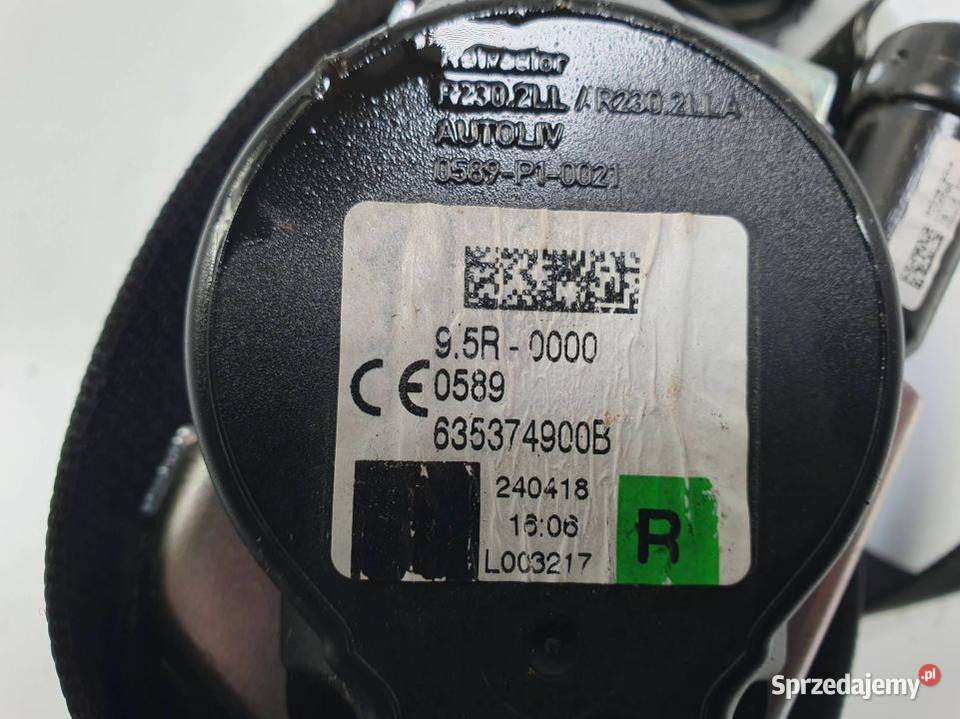 Retractor
R230.2LL / R230.2LLA
AUTOLIV
0589-P1-0021
9.5R - 0000
CE 0589
635374900B
240418
16:06
L003217
R
Sprzedajemy.pl